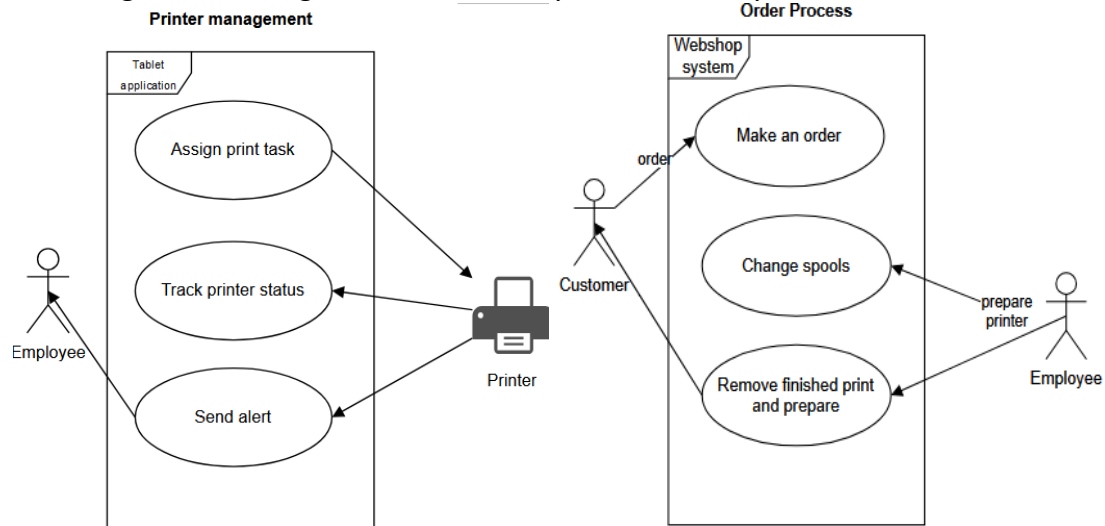 Printer management
Tablet
application
Assign print task
Track printer status
Send alert
Employee
Printer
Order Process
Webshop
system
Make an order
order
Change spools
Customer
prepare
printer
Remove finished print
and prepare
Employee